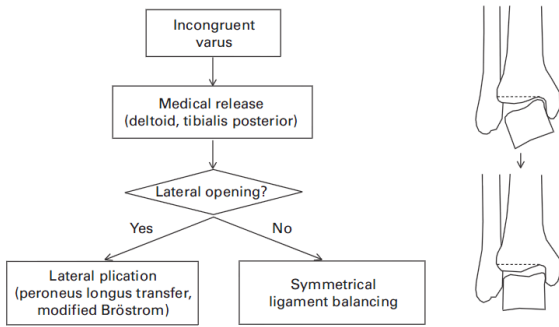 Incongruent
varus
Medical release
(deltoid, tibialis posterior)
Lateral opening?
Yes
No
Lateral plication
(peroneus longus transfer,
modified Bröstrom)
Symmetrical
ligament balancing